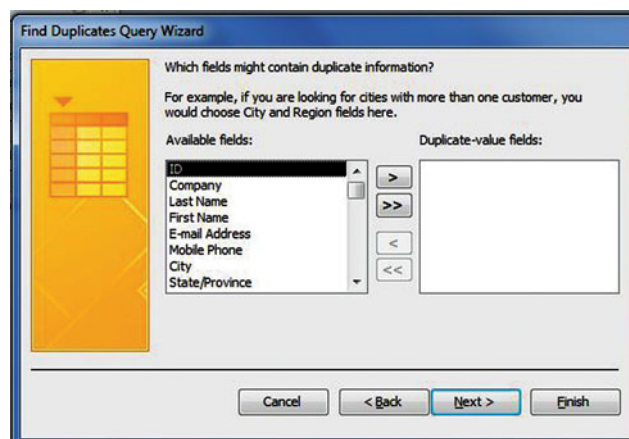 Find Duplicates Query Wizard
Which fields might contain duplicate information?
For example, if you are looking for cities with more than one customer, you
would choose City and Region fields here.
Available fields:
Duplicate-value fields:
ID
Company
Last Name
First Name
E-mail Address
Mobile Phone
City
State/Province
>
>>
<
<<
Cancel
< Back
Next >
Finish